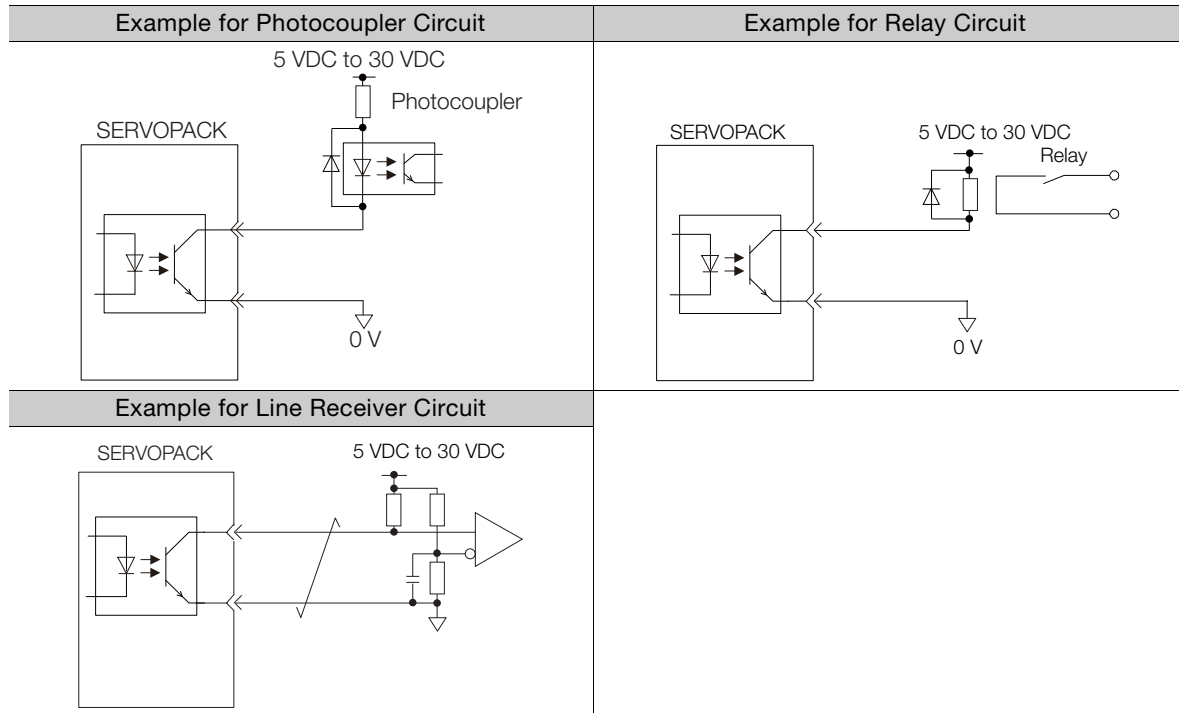 Example for Photocoupler Circuit
Example for Relay Circuit
5 VDC to 30 VDC
Photocoupler
SERVOPACK
0 V
SERVOPACK
5 VDC to 30 VDC
Relay
0 V
Example for Line Receiver Circuit
SERVOPACK
5 VDC to 30 VDC